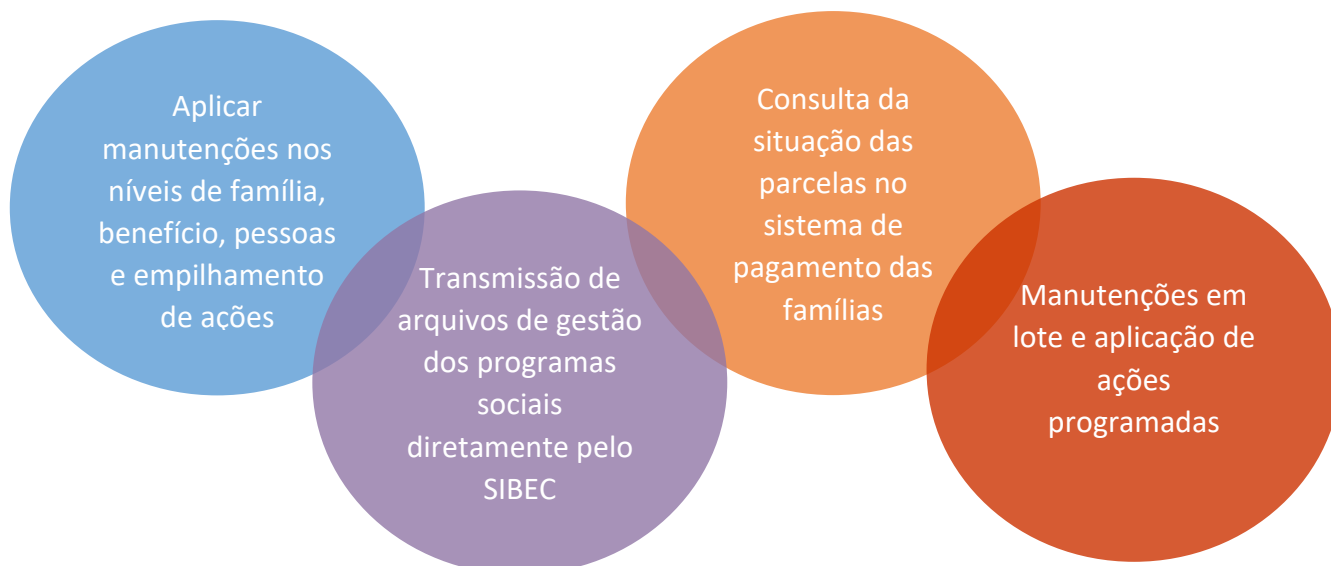 Aplicar
manutenções nos
níveis de família,
benefício, pessoas
e empilhamento
de ações
Transmissão de
arquivos de gestão
dos programas
sociais
diretamente pelo
SIBEC
Consulta da
situação das
parcelas no
sistema de
pagamento das
famílias
Manutenções em
lote e aplicação de
ações
programadas